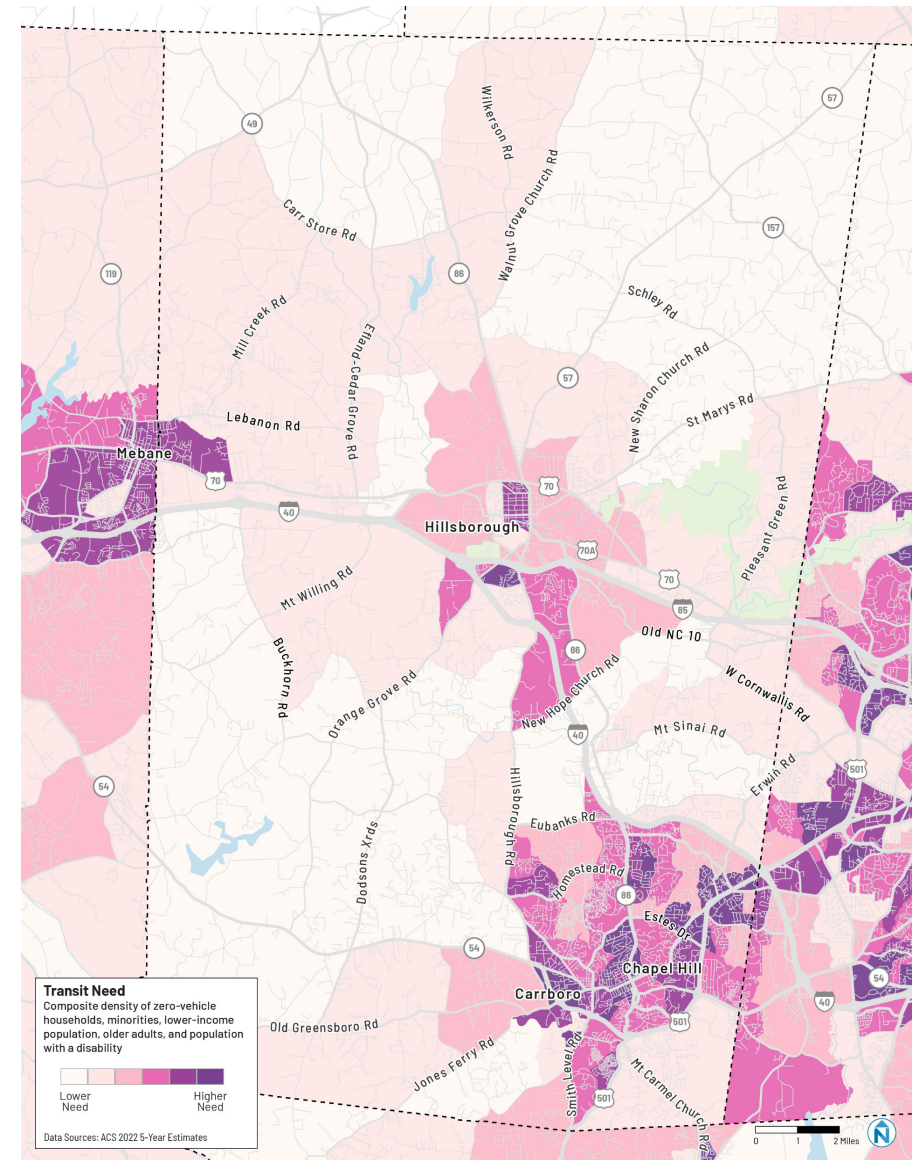 57
49
Wilkerson Rd
Walnut Grove Church Rd
Carr Store Rd
157
119
86
Schley Rd
Mill Creek Rd
Efland-Cedar Grove Rd
57
New Sharon Church Rd
St Marys Rd
Lebanon Rd
Mebane
70
70
Pleasant Green Rd
40
Hillsborough
70A
70
Mt Willing Rd
85
Old NC 10
86
Buckhorn Rd
Orange Grove Rd
New Hope Church Rd
W Cornwallis Rd
Mt Sinai Rd
40
Erwin Rd
501
54
Hillsborough Rd
Eubanks Rd
Dodsons Xrds
Homestead Rd
86
Estes Dr
54
Chapel Hill
54
Carrboro
40
Old Greensboro Rd
501
Jones Ferry Rd
Smith Level Rd
Mt Carmel Church Rd
501
Transit Need
Composite density of zero-vehicle
households, minorities, lower-income
population, older adults, and population
with a disability
Lower
Need
Higher
Need
Data Sources: ACS 2022 5-Year Estimates
0 1 2 Miles
N